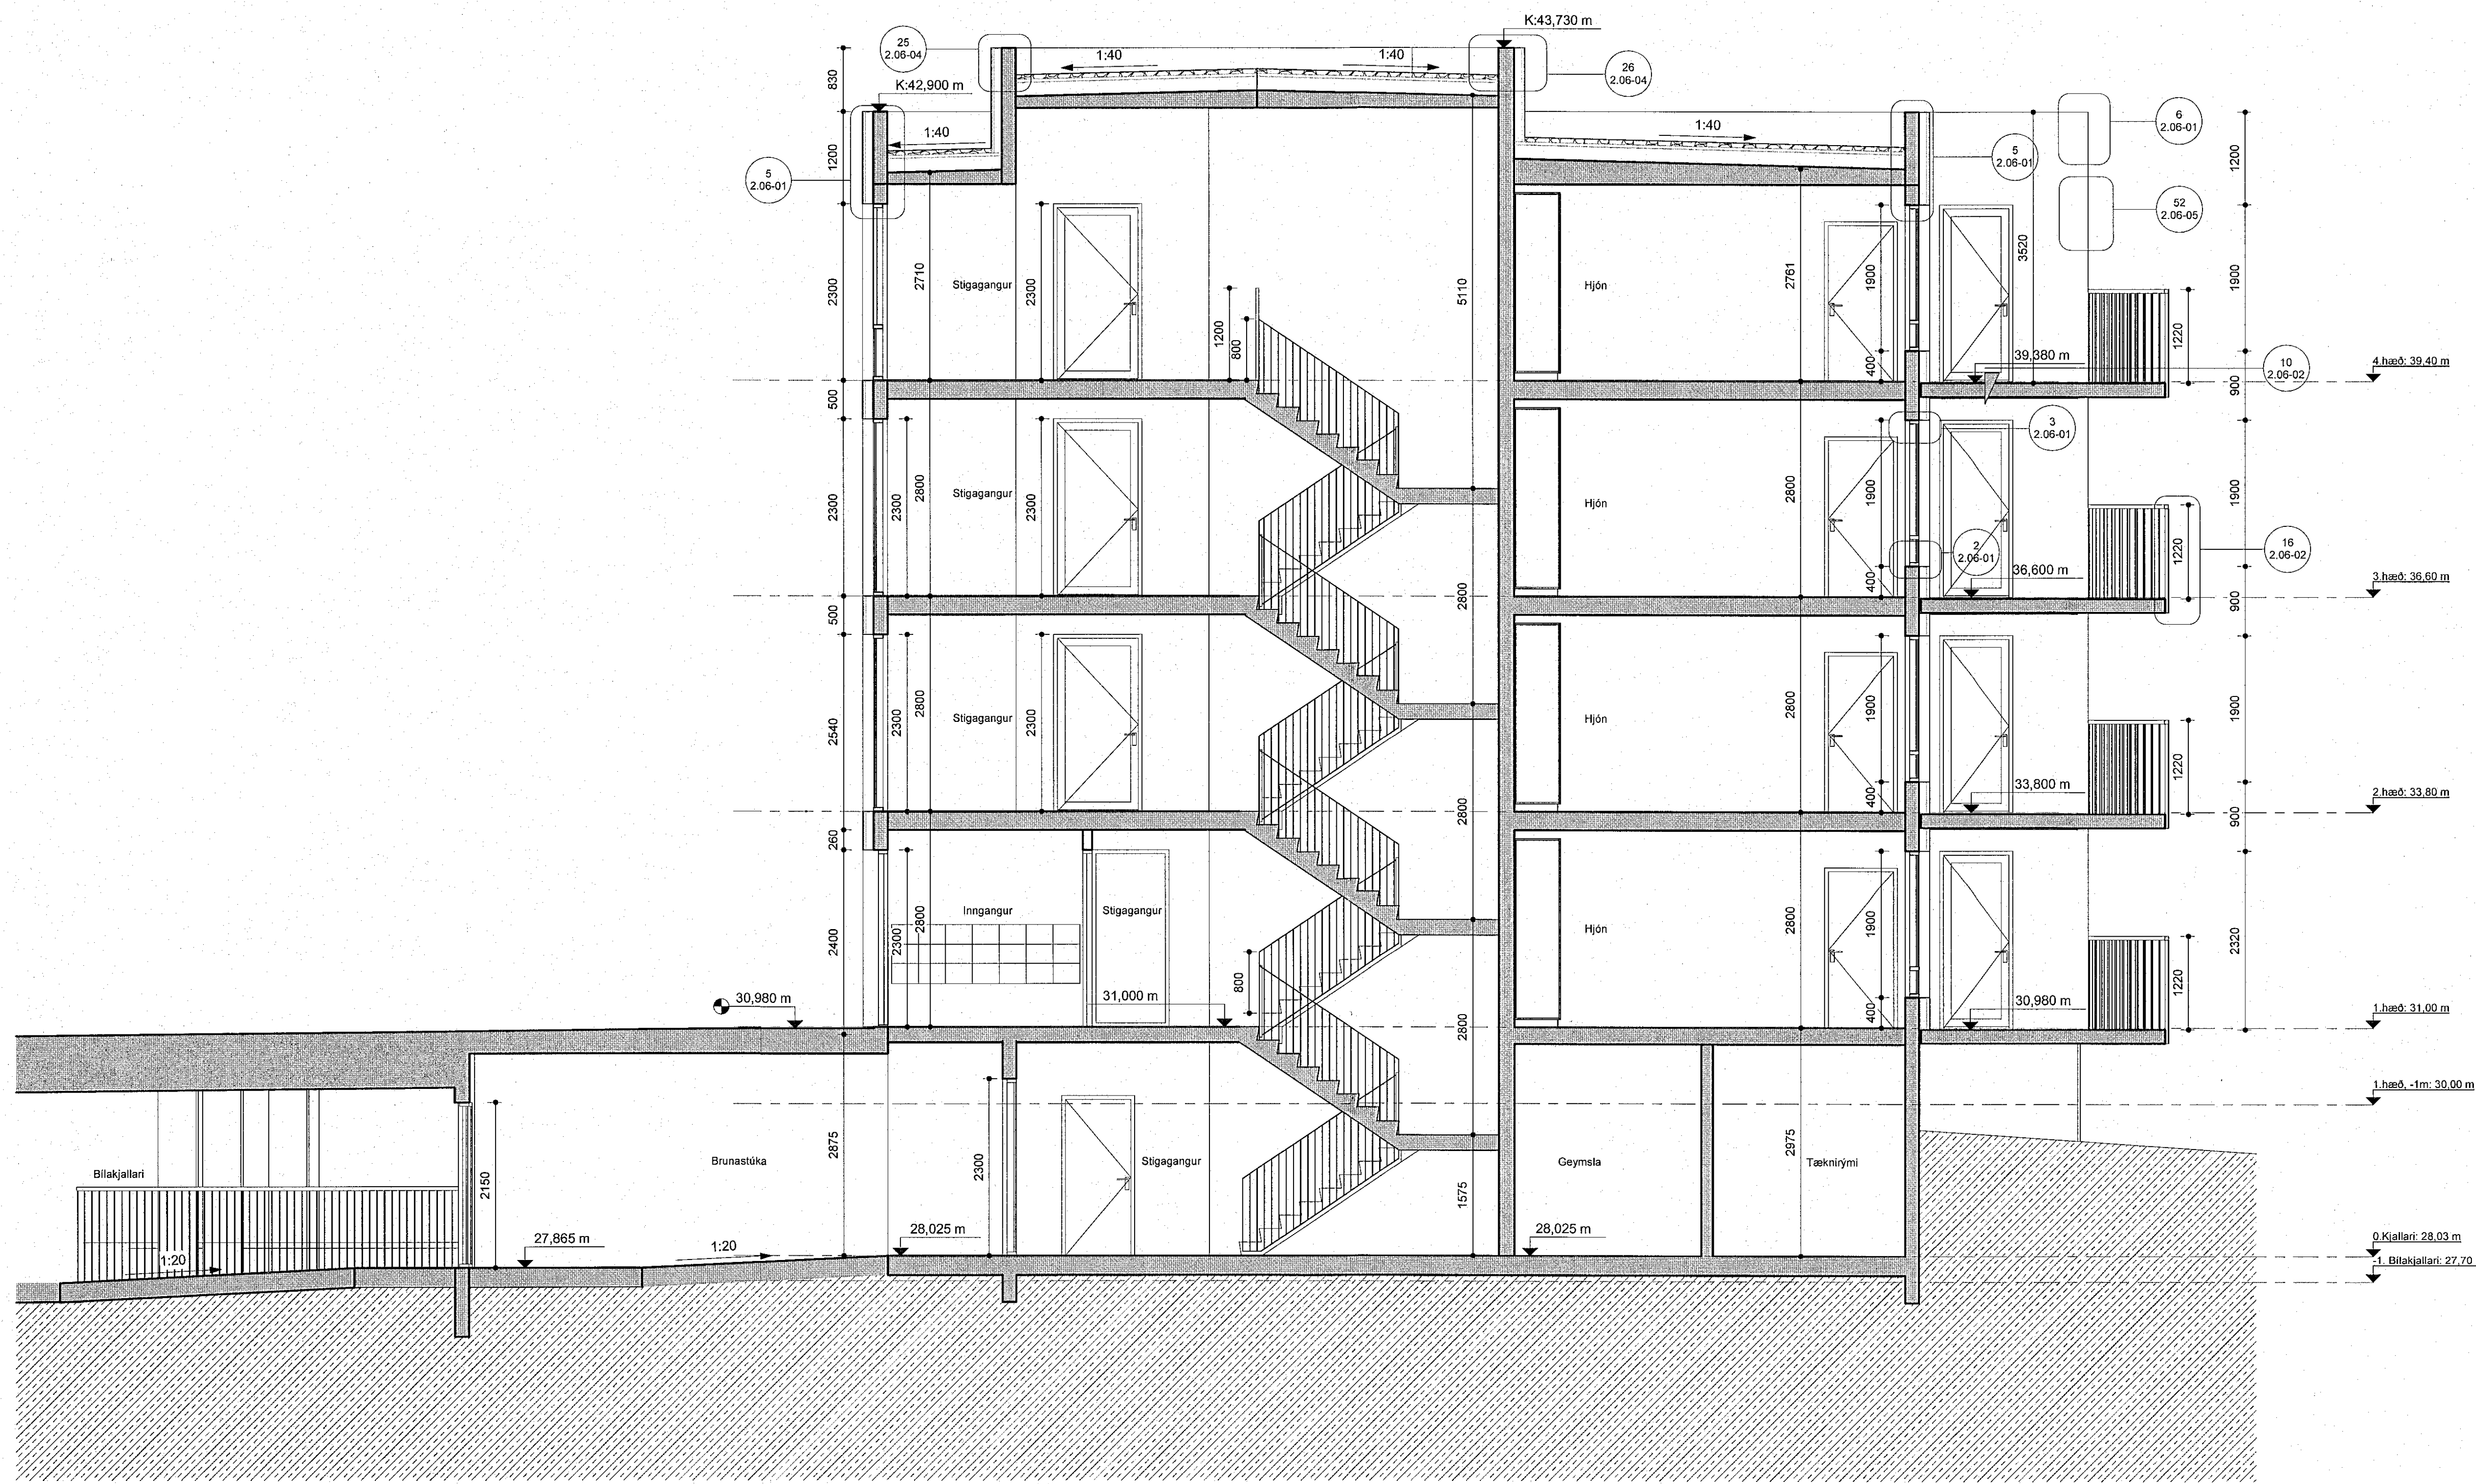 K:43,730 m
25
2.06-04
1:40
1:40
26
2.06-04
830
K:42,900 m
1:40
1:40
6
2.06-01
5
2.06-01
1200
5
2.06-01
1200
52
2.06-05
2300
2710
Stigagangur
2300
1200
800
5110
Hjón
2761
1900
400
3520
39,380 m
1220
1900
10
2.06-02
4.hæð: 39,40 m
500
900
3
2.06-01
2300
2300
2800
Stigagangur
2300
Hjón
2800
1900
400
2
2.06-01
36,600 m
1220
1900
16
2.06-02
3.hæð: 36,60 m
500
2800
900
2540
2300
2800
Stigagangur
2300
Hjón
2800
1900
400
33,800 m
1220
1900
2.hæð: 33,80 m
260
2800
900
2400
2300
2800
Inngangur
Stigagangur
800
Hjón
2800
1900
400
2320
30,980 m
31,000 m
30,980 m
1220
1.hæð: 31,00 m
2800
1.hæð, -1m: 30,00 m
Bílakjallari
2150
Brunastúka
2875
2300
Stigagangur
1575
Geymsla
2975
Tæknirými
1:20
27,865 m
1:20
28,025 m
28,025 m
0.Kjallari: 28,03 m
-1. Bílakjallari: 27,70